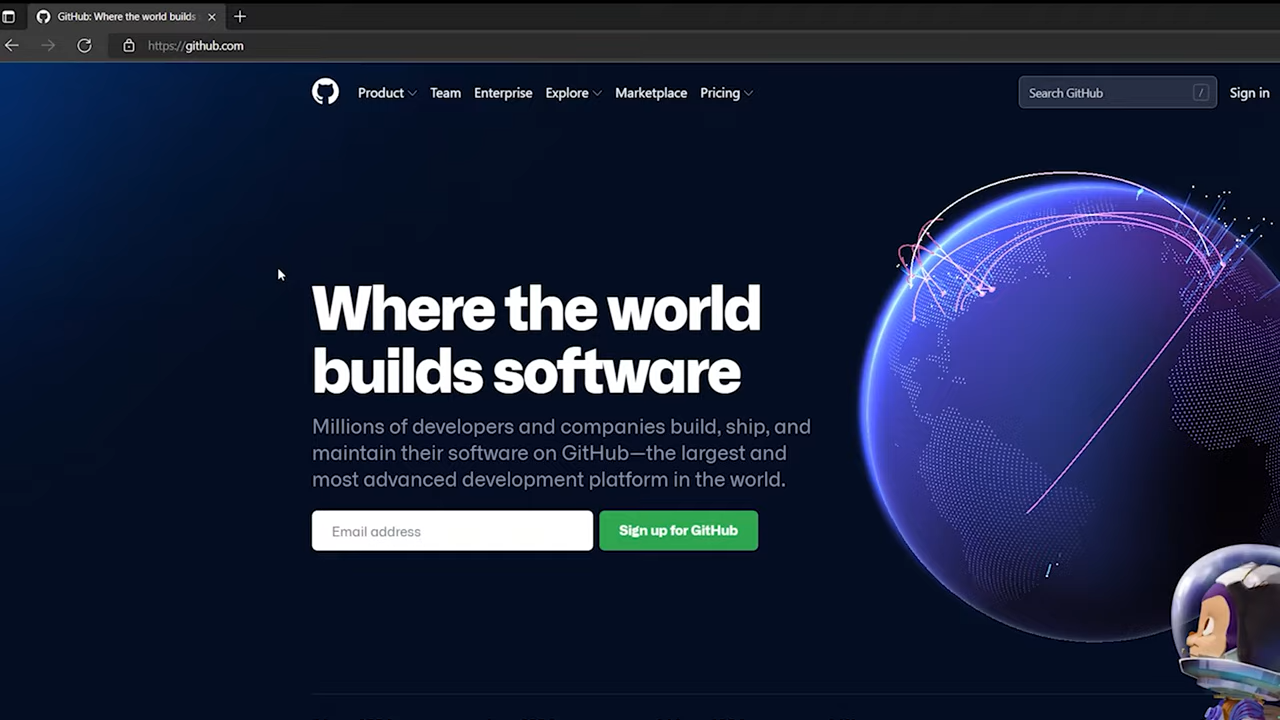 GitHub: Where the world builds
https://github.com
Product Team Enterprise Explore Marketplace Pricing
Search GitHub /
Sign in
Where the world
builds software
Millions of developers and companies build, ship, and
maintain their software on GitHub—the largest and
most advanced development platform in the world.
Email address
Sign up for GitHub